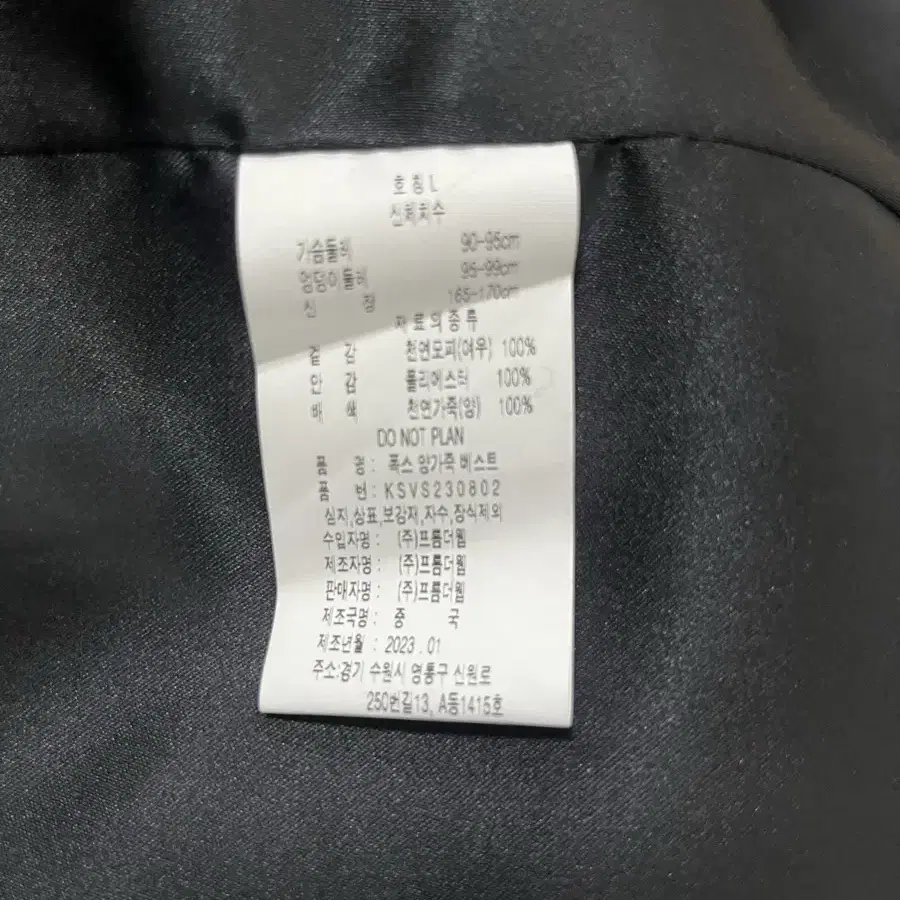 호 칭 L
신체치수
가슴둘레 90-95cm
엉덩이둘레 95-99cm
신 장 165-170cm
재료의종류
겉 감 천연모피(여우) 100%
안 감 폴리에스터 100%
배 색 천연가죽(양) 100%
DO NOT PLAN
품 명 : 폭스 양가죽 베스트
품 번 : KSVS230802
심지,상표,보강재,자수,장식제외
수입자명 : (주)프롬더웹
제조자명 : (주)프롬더웹
판매자명 : (주)프롬더웹
제조국명 : 중 국
제조년월 : 2023 . 01
주소:경기 수원시 영통구 신원로
250번길13, A동1415호